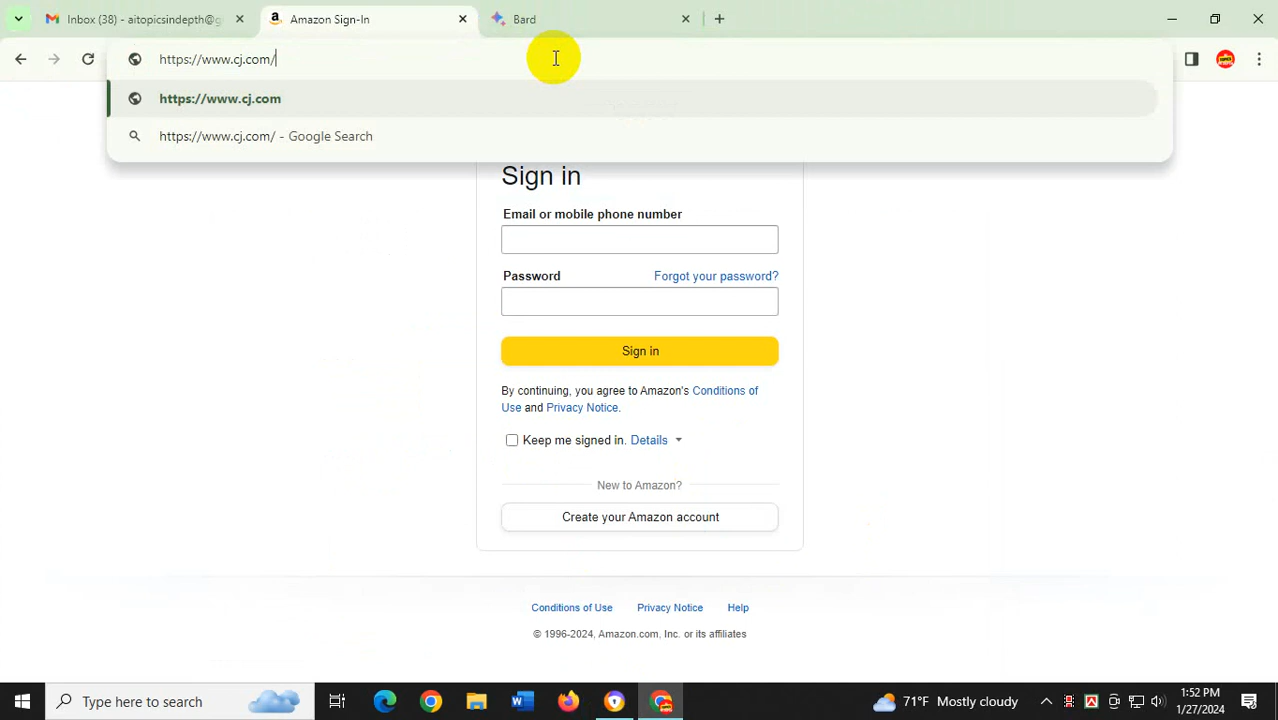 Inbox (38) - aitopicsindepth@g
Amazon Sign-In
Bard
https://www.cj.com/
https://www.cj.com
https://www.cj.com/ - Google Search
Sign in
Email or mobile phone number
Password Forgot your password?
Sign in
By continuing, you agree to Amazon's Conditions of
Use and Privacy Notice.
Keep me signed in. Details
New to Amazon?
Create your Amazon account
Conditions of Use Privacy Notice Help
© 1996-2024, Amazon.com, Inc. or its affiliates
Type here to search
71°F Mostly cloudy
1:52 PM
1/27/2024